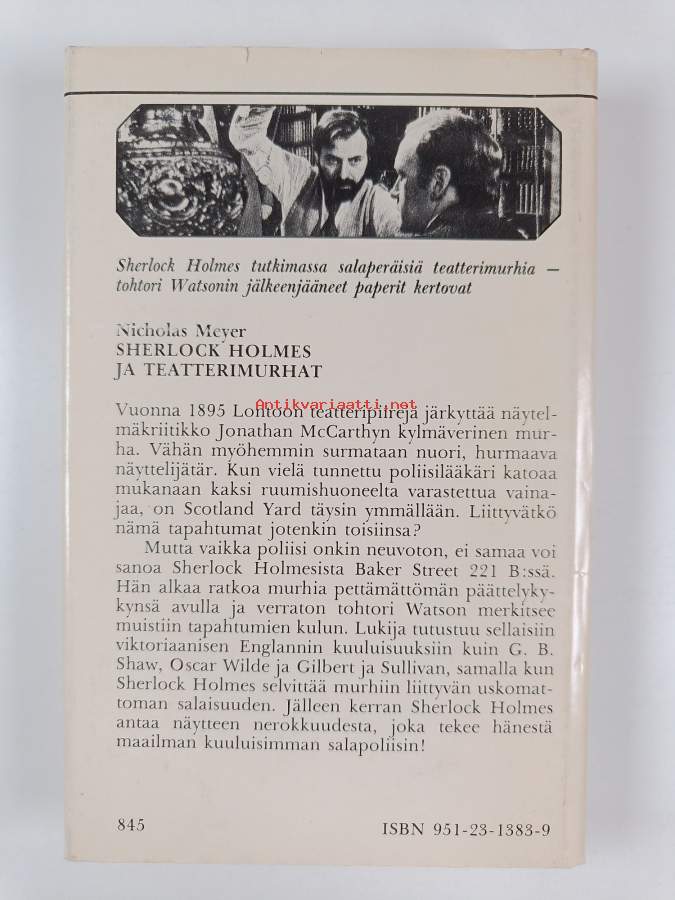 Sherlock Holmes tutkimassa salaperäisiä teatterimurhia —
tohtori Watsonin jälkeenjääneet paperit kertovat
Nicholas Meyer
SHERLOCK HOLMES
JA TEATTERIMURHAT
Antikvariaatti.net
Vuonna 1895 Lontoon teatteripiirejä järkyttää näytel-
mäkriitikko Jonathan McCarthyn kylmäverinen mur-
ha. Vähän myöhemmin surmataan nuori, hurmaava
näyttelijätär. Kun vielä tunnettu poliisilääkäri katoaa
mukanaan kaksi ruumishuoneelta varastettua vaina-
jaa, on Scotland Yard täysin ymmällään. Liittyvätkö
nämä tapahtumat jotenkin toisiinsa?
Mutta vaikka poliisi onkin neuvoton, ei samaa voi
sanoa Sherlock Holmesista Baker Street 221 B:ssä.
Hän alkaa ratkoa murhia pettämättömän päättelyky-
kynsä avulla ja verraton tohtori Watson merkitsee
muistiin tapahtumien kulun. Lukija tutustuu sellaisiin
viktoriaanisen Englannin kuuluisuuksiin kuin G. B.
Shaw, Oscar Wilde ja Gilbert ja Sullivan, samalla kun
Sherlock Holmes selvittää murhiin liittyvän uskomat-
toman salaisuuden. Jälleen kerran Sherlock Holmes
antaa näytteen nerokkuudesta, joka tekee hänestä
maailman kuuluisimman salapoliisin!
845
ISBN 951-23-1383-9